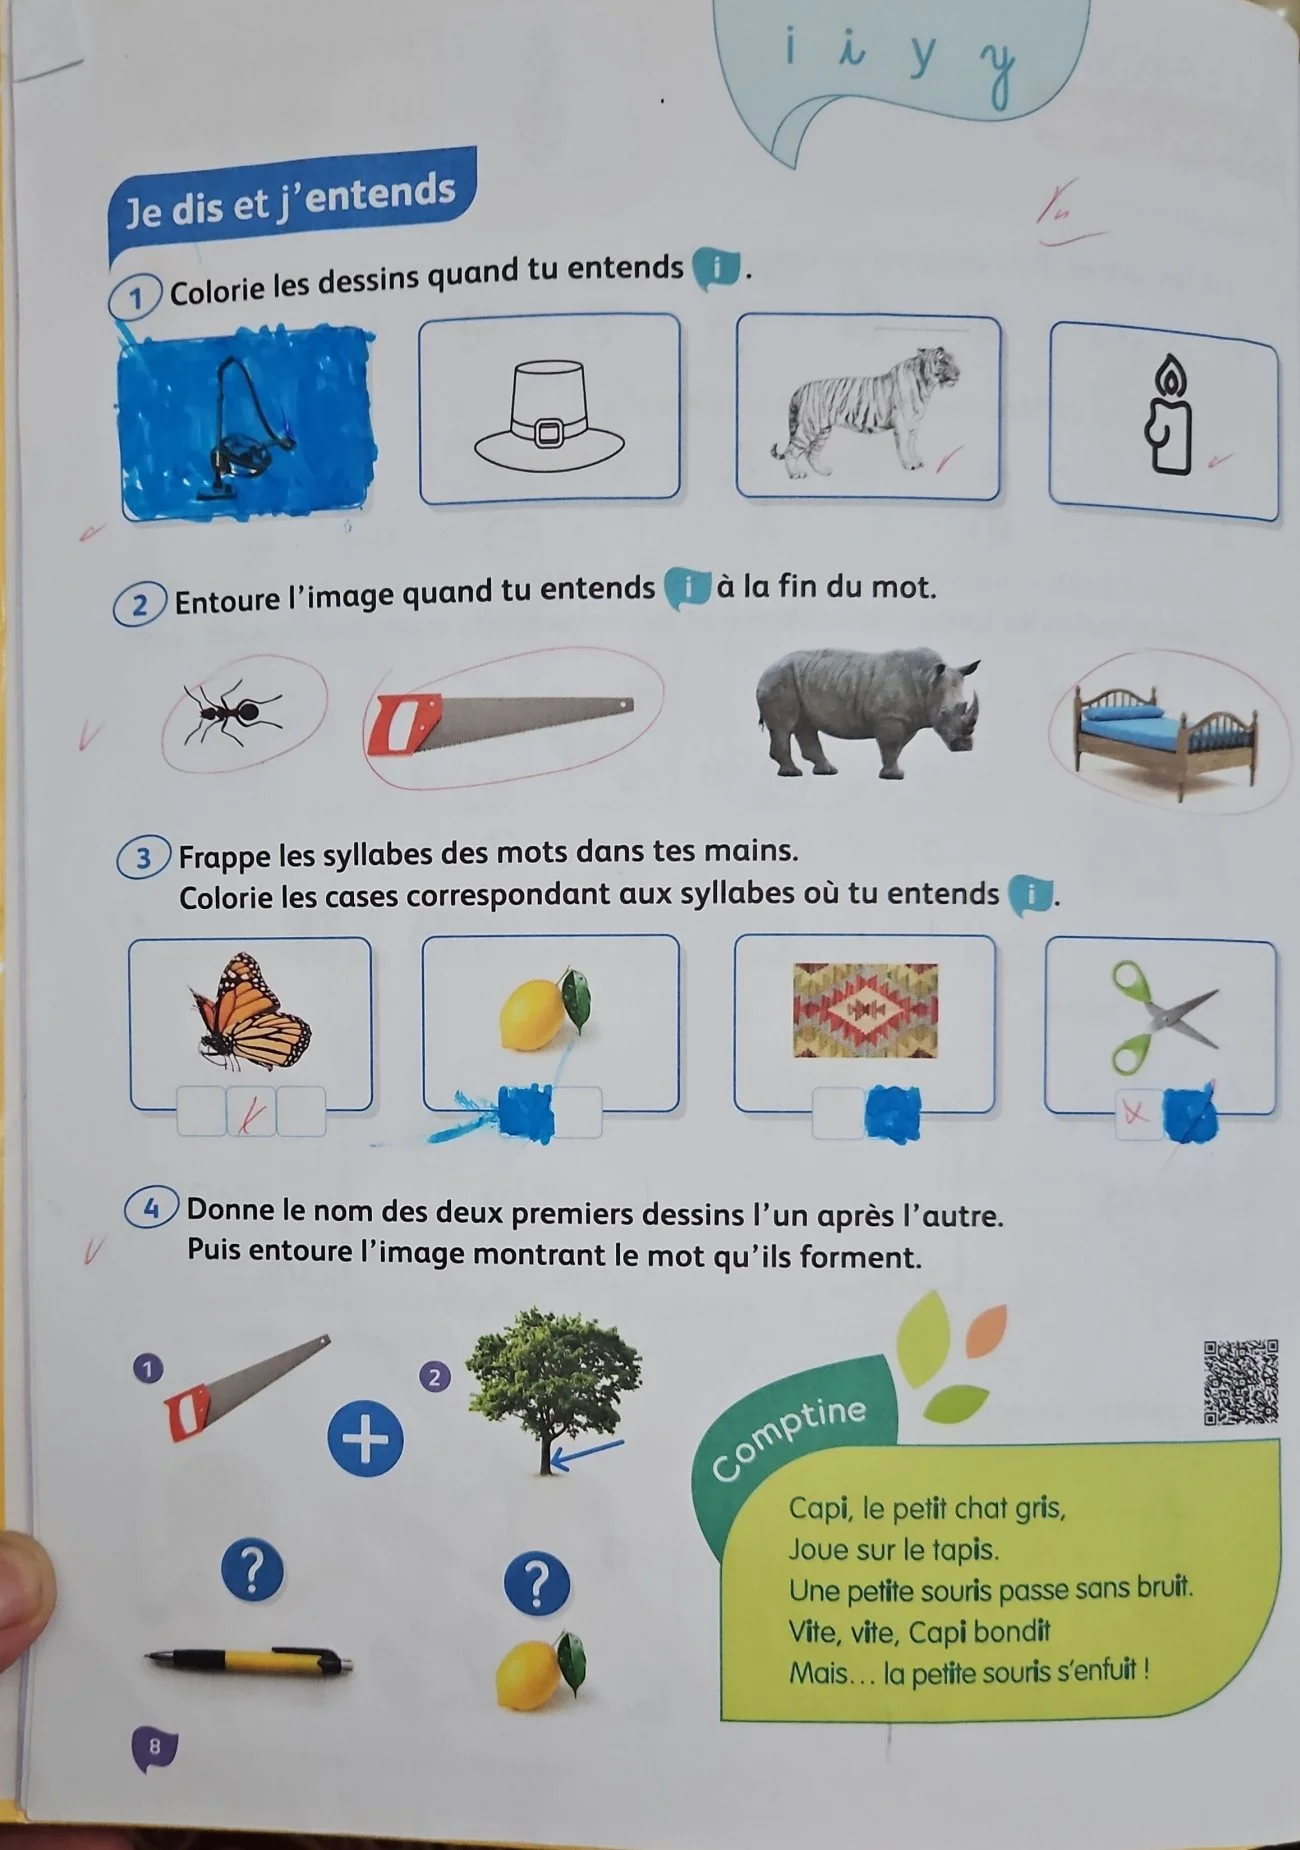 i i y y
Je dis et j'entends
1 Colorie les dessins quand tu entends i .
2 Entoure l'image quand tu entends i à la fin du mot.
3 Frappe les syllabes des mots dans tes mains.
Colorie les cases correspondant aux syllabes où tu entends i .
4 Donne le nom des deux premiers dessins l'un après l'autre.
Puis entoure l'image montrant le mot qu'ils forment.
1
+
2
?
?
Comptine
Capi, le petit chat gris,
Joue sur le tapis.
Une petite souris passe sans bruit.
Vite, vite, Capi bondit
Mais... la petite souris s'enfuit !
8